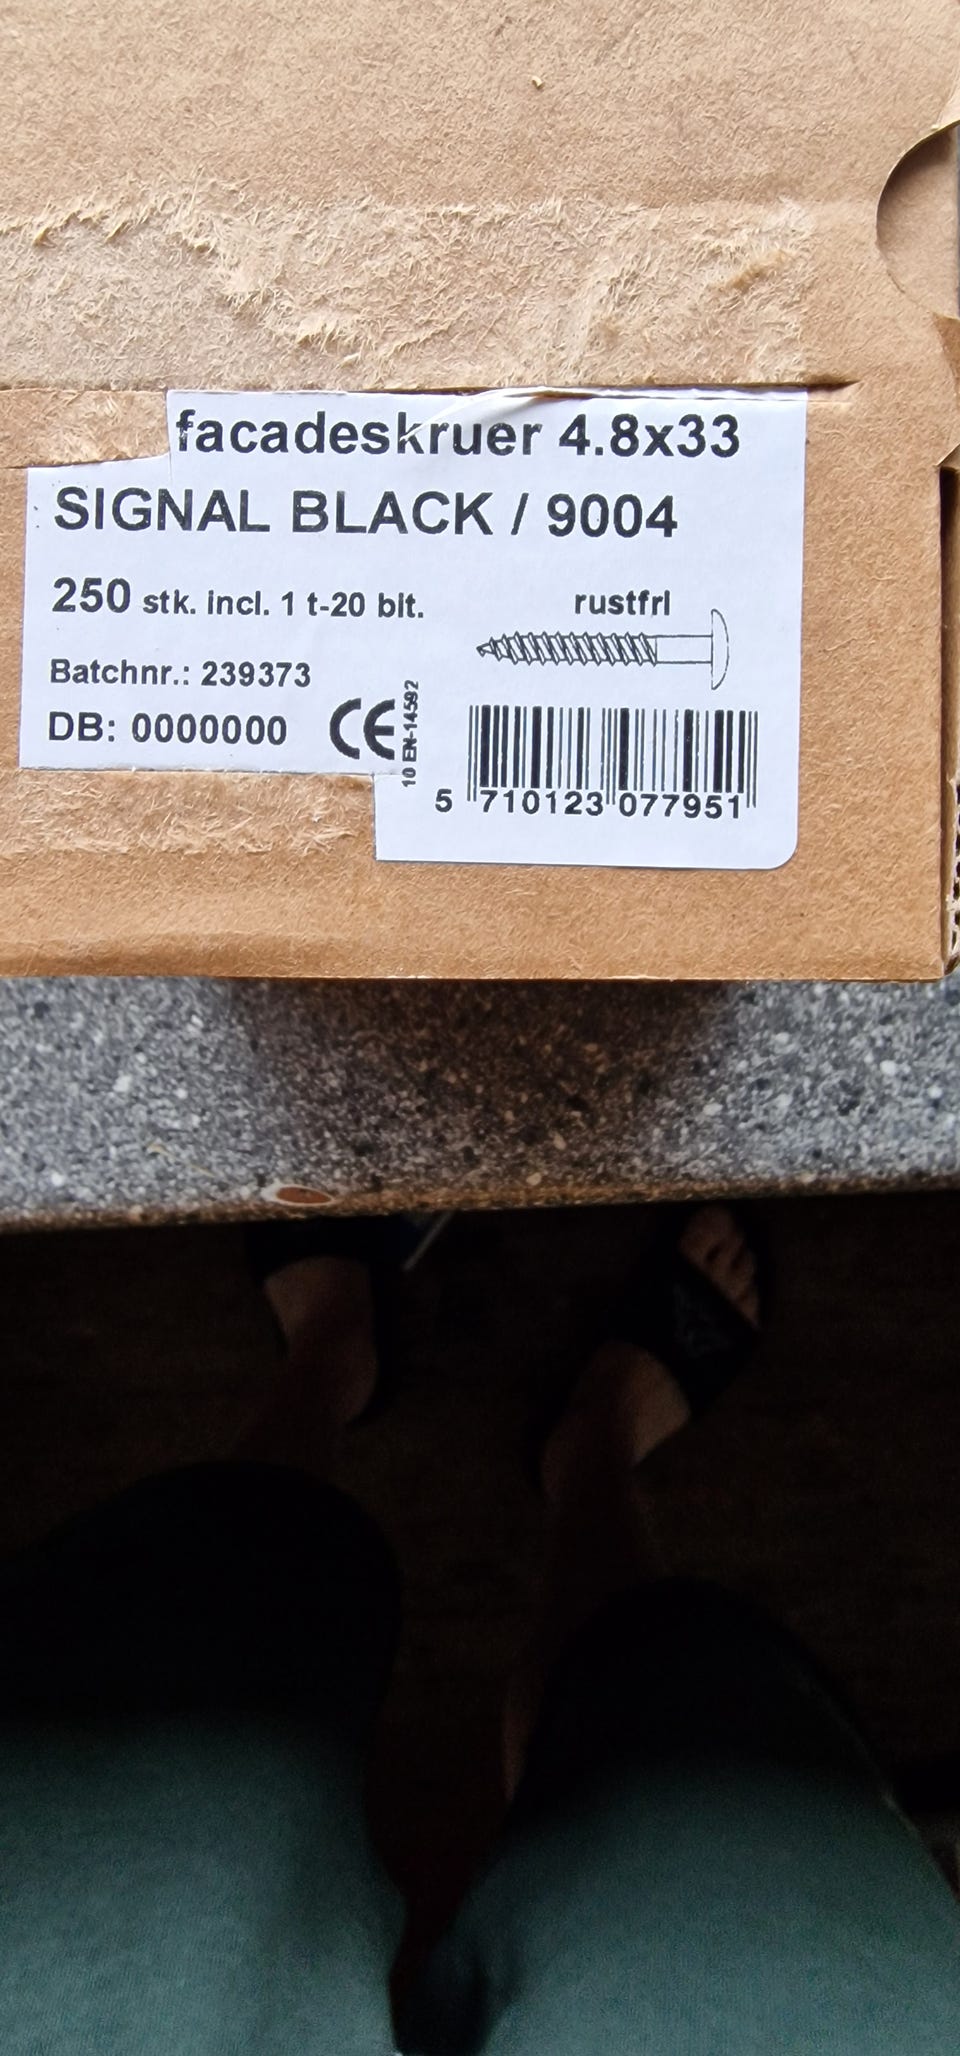 facadeskruer 4.8x33
SIGNAL BLACK / 9004
250 stk. incl. 1 t-20 bit.
rustfri
Batchnr.: 239373
DB: 0000000
CE
10 EN-14592
5 710123 077951